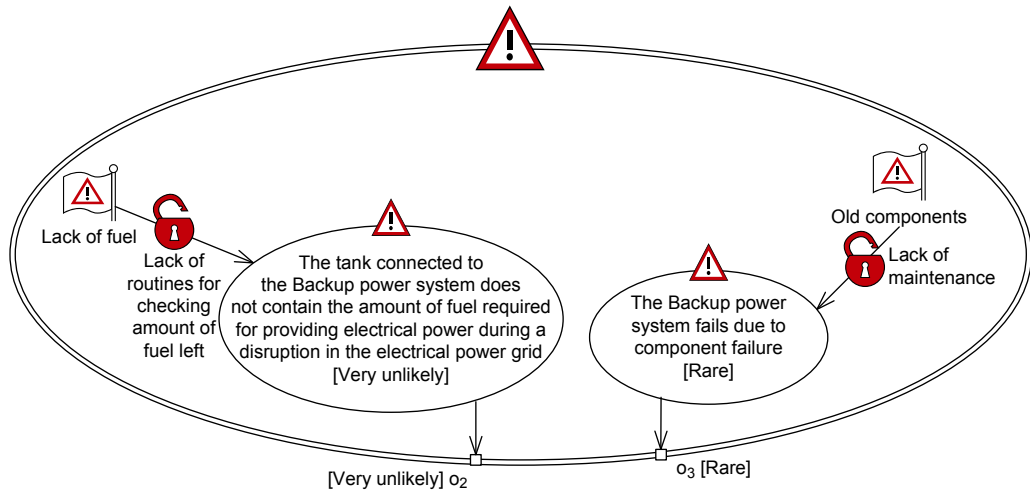 Lack of fuel
Lack of
routines for
checking
amount of
fuel left
The tank connected to
the Backup power system does
not contain the amount of fuel required
for providing electrical power during a
disruption in the electrical power grid
[Very unlikely]
The Backup power
system fails due to
component failure
[Rare]
Old components
Lack of
maintenance
[Very unlikely] o₂
o₃ [Rare]